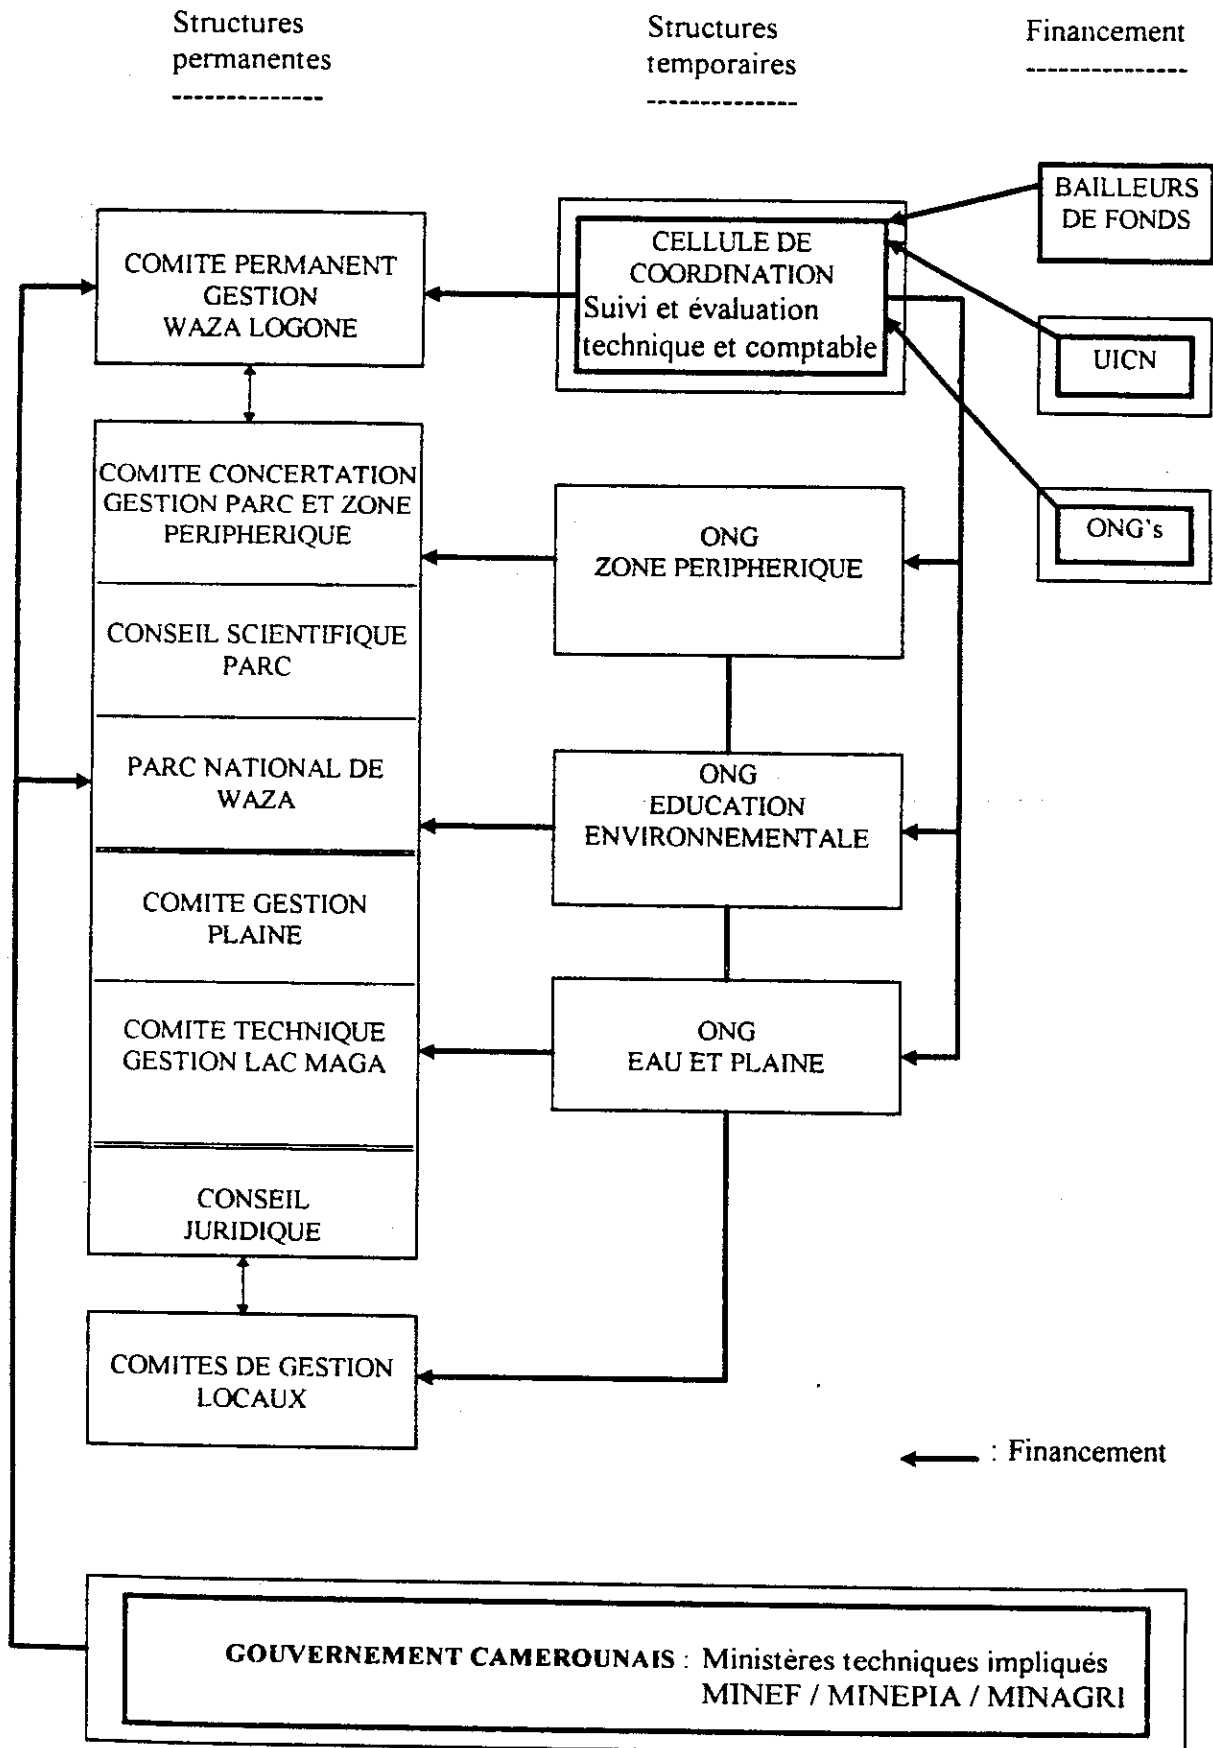 Structures
permanentes
Structures
temporaires
Financement
BAILLEURS
DE FONDS
COMITE PERMANENT
GESTION
WAZA LOGONE
CELLULE DE
COORDINATION
Suivi et évaluation
technique et comptable
UICN
COMITE CONCERTATION
GESTION PARC ET ZONE
PERIPHERIQUE
ONG
ZONE PERIPHERIQUE
ONG's
CONSEIL SCIENTIFIQUE
PARC
PARC NATIONAL DE
WAZA
ONG
EDUCATION
ENVIRONNEMENTALE
COMITE GESTION
PLAINE
COMITE TECHNIQUE
GESTION LAC MAGA
ONG
EAU ET PLAINE
CONSEIL
JURIDIQUE
COMITES DE GESTION
LOCAUX
: Financement
GOUVERNEMENT CAMEROUNAIS : Ministères techniques impliqués
MINEF / MINEPIA / MINAGRI